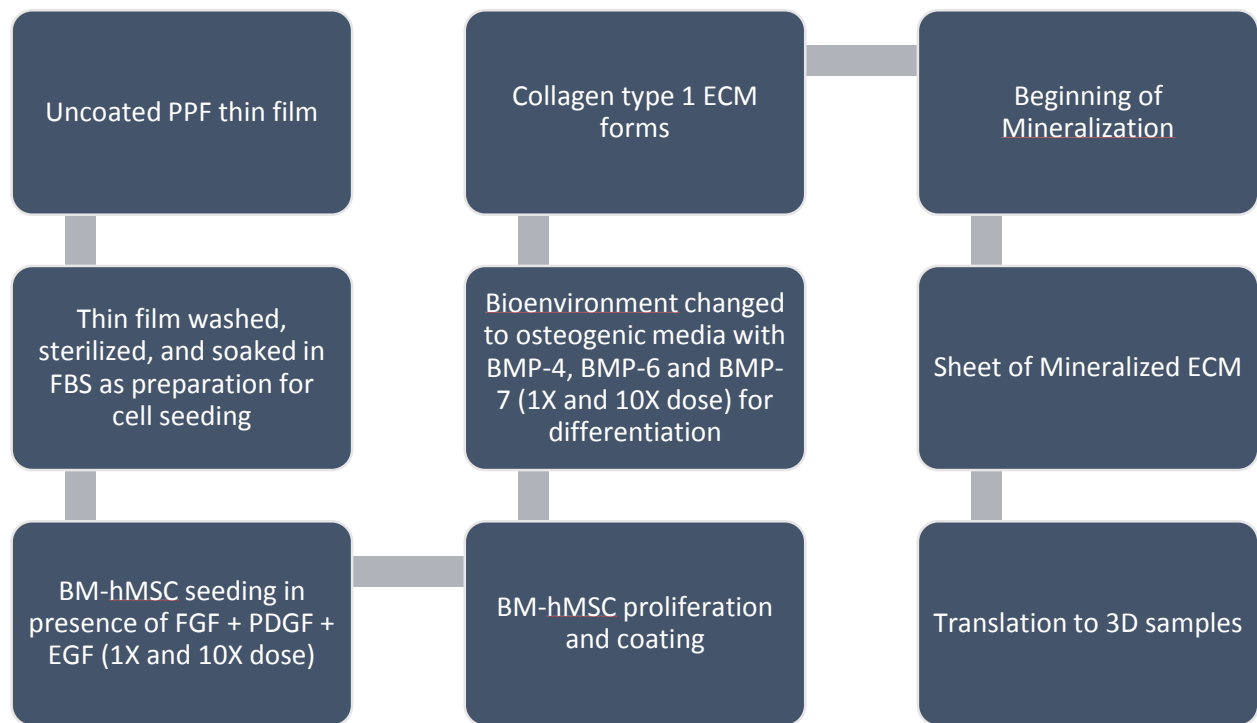 Uncoated PPF thin film
Thin film washed,
sterilized, and soaked in
FBS as preparation for
cell seeding
BM-hMSC seeding in
presence of FGF + PDGF +
EGF (1X and 10X dose)
BM-hMSC proliferation
and coating
Bioenvironment changed
to osteogenic media with
BMP-4, BMP-6 and BMP-
7 (1X and 10X dose) for
differentiation
Collagen type 1 ECM
forms
Beginning of
Mineralization
Sheet of Mineralized ECM
Translation to 3D samples